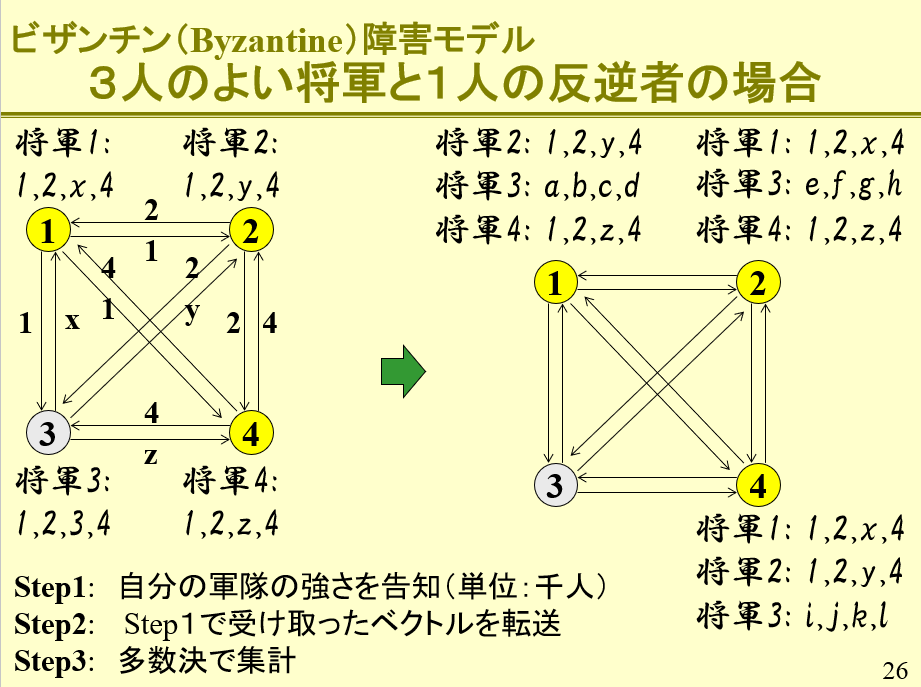 ビザンチン(Byzantine)障害モデル
３人のよい将軍と１人の反逆者の場合
将軍1:
1,2,x,4
将軍2:
1,2,y,4
1
2
3
4
2
1
4
1
2
y
1
x
2
4
4
z
将軍3:
1,2,3,4
将軍4:
1,2,z,4
将軍2: 1,2,y,4
将軍3: a,b,c,d
将軍4: 1,2,z,4
将軍1: 1,2,x,4
将軍3: e,f,g,h
将軍4: 1,2,z,4
1
2
3
4
将軍1: 1,2,x,4
将軍2: 1,2,y,4
将軍3: i,j,k,l
Step1: 自分の軍隊の強さを告知(単位:千人)
Step2: Step１で受け取ったベクトルを転送
Step3: 多数決で集計
26